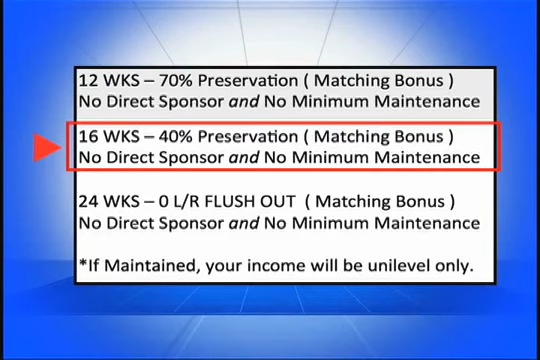 12 WKS – 70% Preservation ( Matching Bonus )
No Direct Sponsor and No Minimum Maintenance
16 WKS – 40% Preservation ( Matching Bonus )
No Direct Sponsor and No Minimum Maintenance
24 WKS – 0 L/R FLUSH OUT ( Matching Bonus )
No Direct Sponsor and No Minimum Maintenance
*If Maintained, your income will be unilevel only.